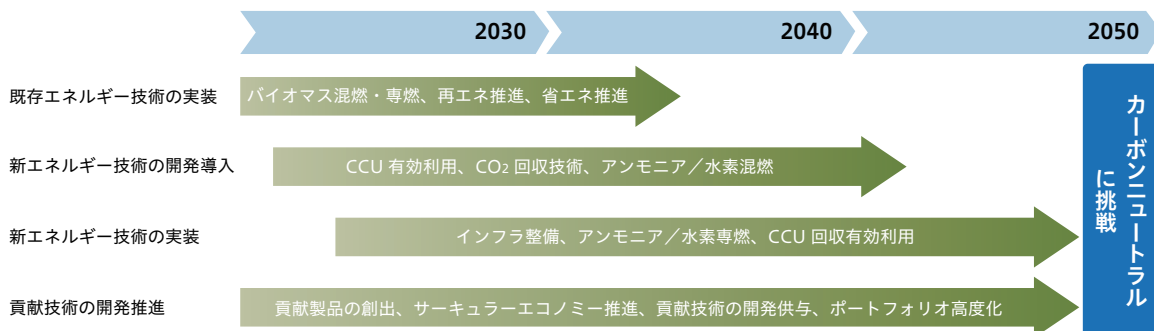 2030
2040
2050
既存エネルギー技術の実装
バイオマス混燃・専燃、再エネ推進、省エネ推進
新エネルギー技術の開発導入
CCU 有効利用、CO₂ 回収技術、アンモニア／水素混燃
新エネルギー技術の実装
インフラ整備、アンモニア／水素専燃、CCU 回収有効利用
貢献技術の開発推進
貢献製品の創出、サーキュラーエコノミー推進、貢献技術の開発供与、ポートフォリオ高度化
カーボンニュートラル
に挑戦